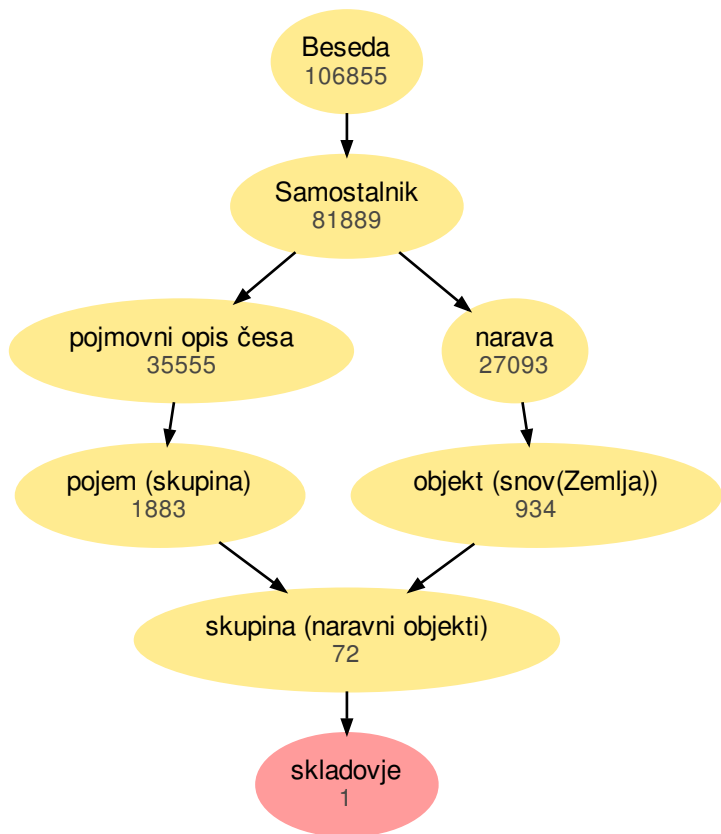 Beseda
106855
Samostalnik
81889
pojmovni opis česa
35555
narava
27093
pojem (skupina)
1883
objekt (snov(Zemlja))
934
skupina (naravni objekti)
72
skladovje
1